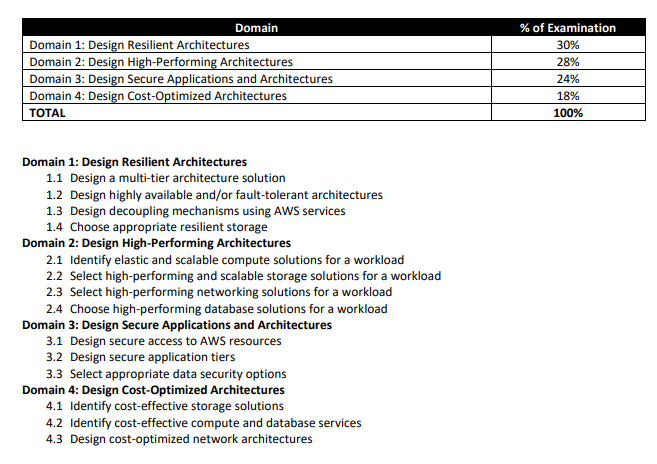 Domain % of Examination
Domain 1: Design Resilient Architectures 30%
Domain 2: Design High-Performing Architectures 28%
Domain 3: Design Secure Applications and Architectures 24%
Domain 4: Design Cost-Optimized Architectures 18%
TOTAL 100%
Domain 1: Design Resilient Architectures
1.1 Design a multi-tier architecture solution
1.2 Design highly available and/or fault-tolerant architectures
1.3 Design decoupling mechanisms using AWS services
1.4 Choose appropriate resilient storage
Domain 2: Design High-Performing Architectures
2.1 Identify elastic and scalable compute solutions for a workload
2.2 Select high-performing and scalable storage solutions for a workload
2.3 Select high-performing networking solutions for a workload
2.4 Choose high-performing database solutions for a workload
Domain 3: Design Secure Applications and Architectures
3.1 Design secure access to AWS resources
3.2 Design secure application tiers
3.3 Select appropriate data security options
Domain 4: Design Cost-Optimized Architectures
4.1 Identify cost-effective storage solutions
4.2 Identify cost-effective compute and database services
4.3 Design cost-optimized network architectures